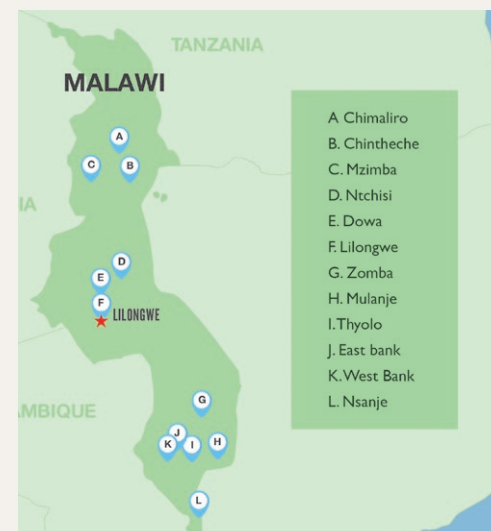 TANZANIA
MALAWI
A
C
B
IA
D
E
F
LILONGWE
AMBIQUE
G
J
K
I
H
L
A Chimaliro
B. Chintheche
C. Mzimba
D. Ntchisi
E. Dowa
F. Lilongwe
G. Zomba
H. Mulanje
I. Thyolo
J. East bank
K. West Bank
L. Nsanje